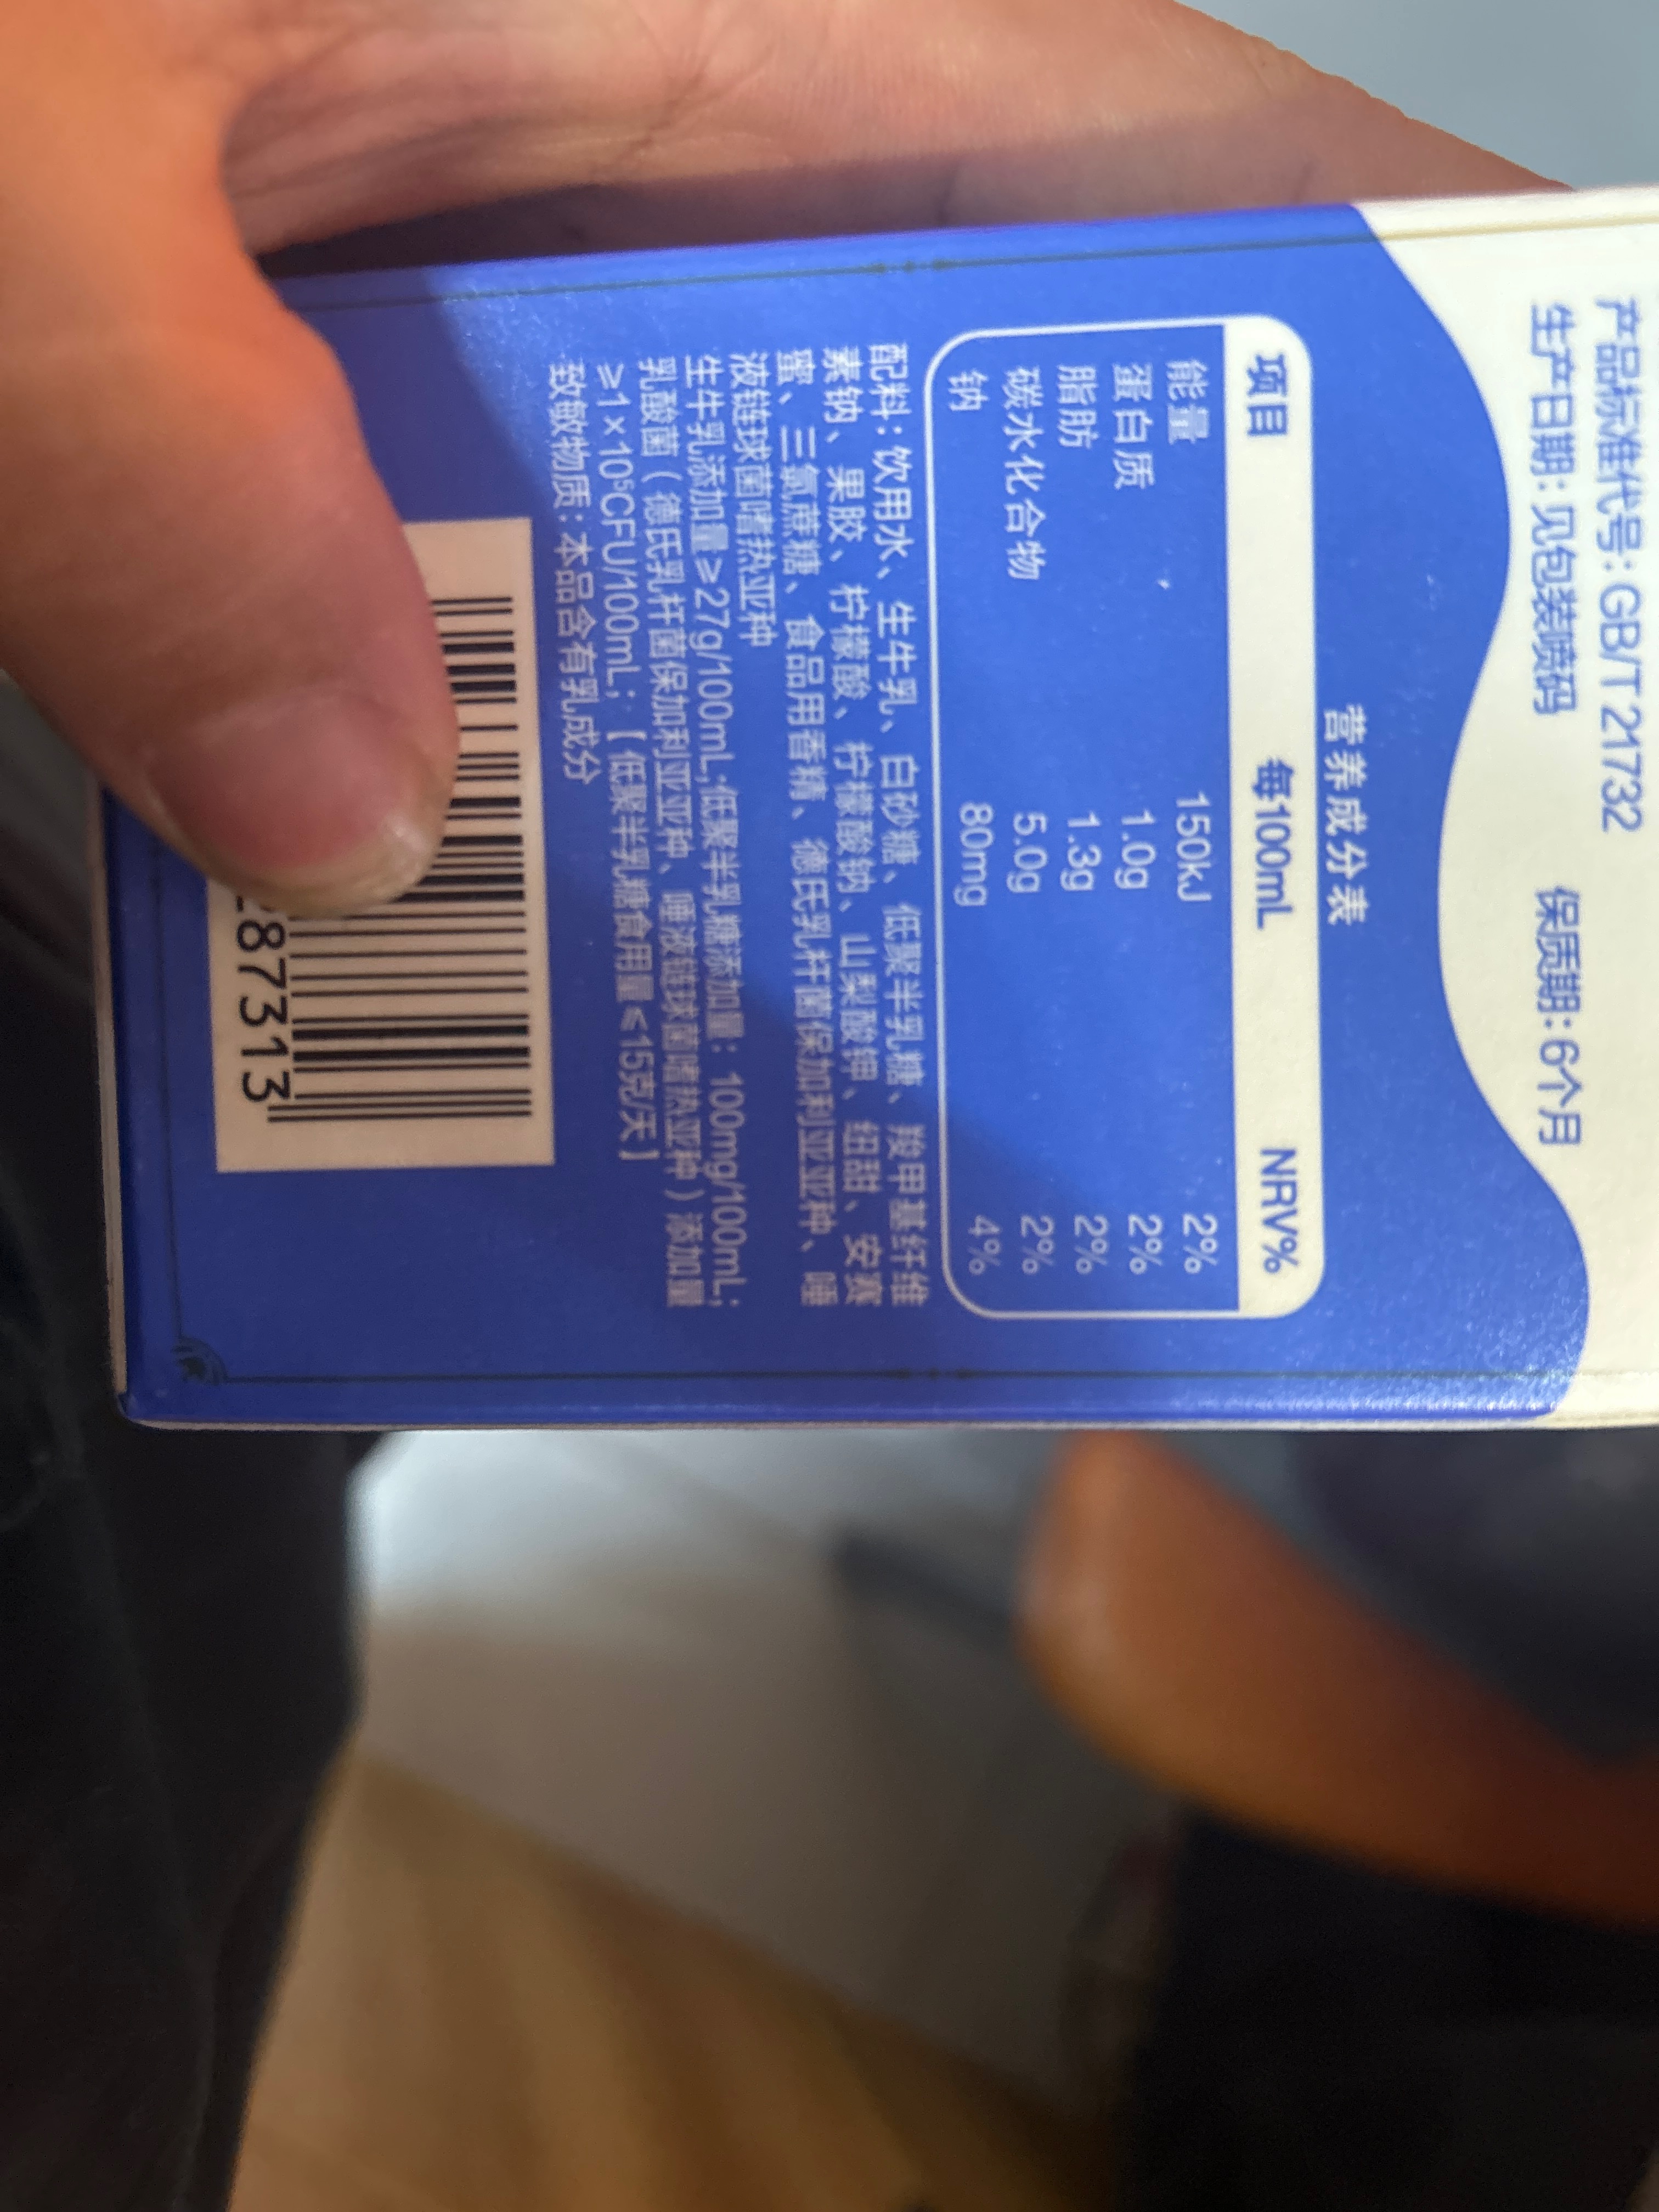 产品标准代号：GB/T 21732
生产日期：见包装喷码 保质期：6个月
营养成分表
项目 每100mL NRV%
能量 150kJ 2%
蛋白质 1.0g 2%
脂肪 1.3g 2%
碳水化合物 5.0g 2%
钠 80mg 4%
配料：饮用水、生牛乳、白砂糖、低聚半乳糖、羧甲基纤维
素钠、果胶、柠檬酸、柠檬酸钠、山梨酸钾、纽甜、安赛
蜜、三氯蔗糖、食品用香精、德氏乳杆菌保加利亚亚种、唾
液链球菌嗜热亚种
生牛乳添加量≥27g/100mL;低聚半乳糖添加量：100mg/100mL;
乳酸菌（德氏乳杆菌保加利亚亚种、唾液链球菌嗜热亚种）添加量
≥1×10⁵CFU/100mL;【低聚半乳糖食用量≤15克/天】
致敏物质：本品含有乳成分
87313